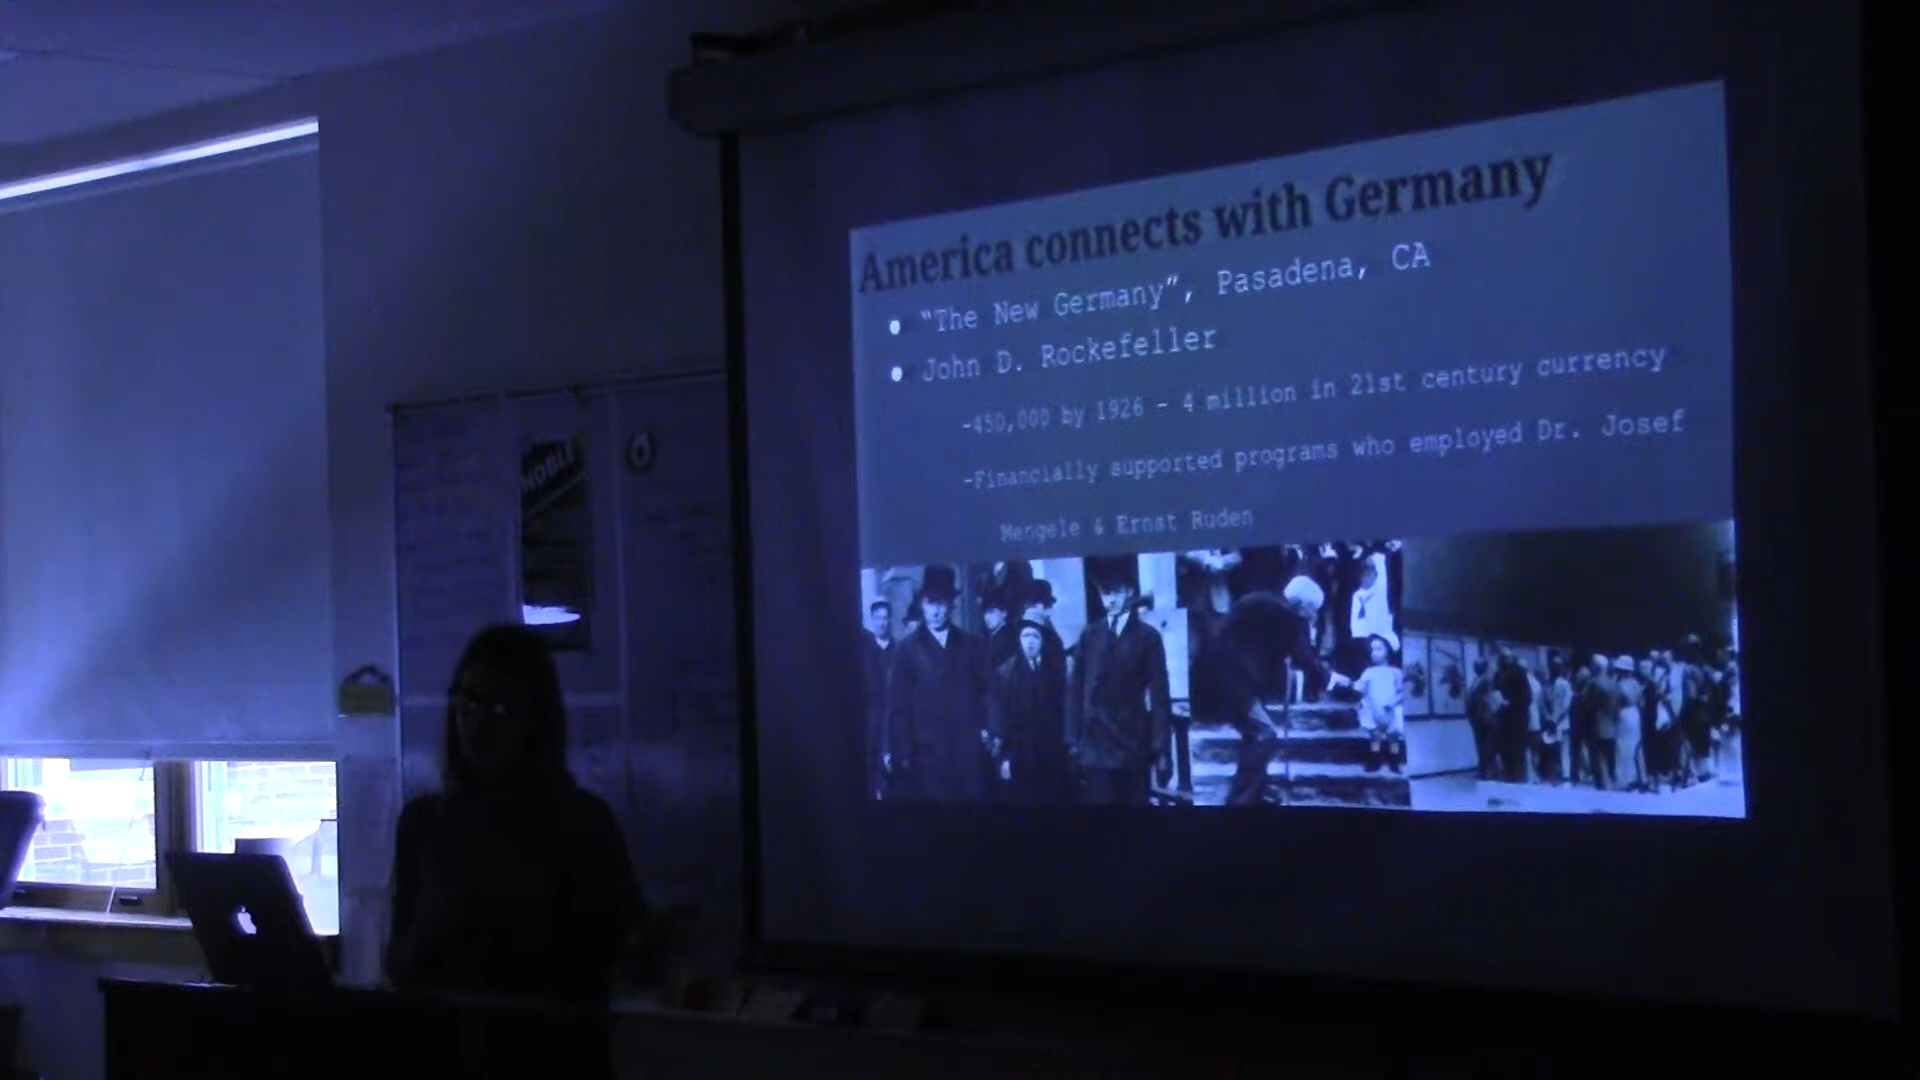 America connects with Germany
● “The New Germany”, Pasadena, CA
● John D. Rockefeller
-450,000 by 1926 - 4 million in 21st century currency
-Financially supported programs who employed Dr. Josef
Mengele & Ernst Ruden
NOBLE